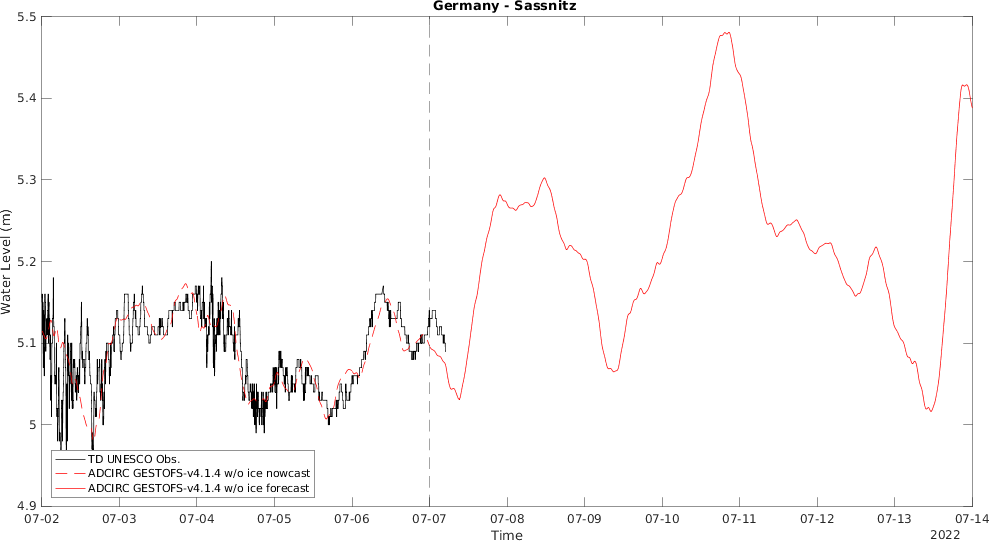 Germany - Sassnitz
5.5
5.4
5.3
5.2
5.1
5
4.9
Water Level (m)
TD UNESCO Obs.
ADCIRC GESTOFS-v4.1.4 w/o ice nowcast
ADCIRC GESTOFS-v4.1.4 w/o ice forecast
07-02 07-03 07-04 07-05 07-06 07-07 07-08 07-09 07-10 07-11 07-12 07-13 07-14
Time
2022